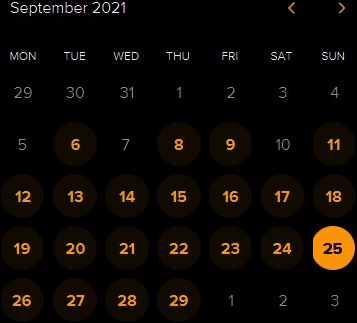 September 2021
MON TUE WED THU FRI SAT SUN
29 30 31 1 2 3 4
5 6 7 8 9 10 11
12 13 14 15 16 17 18
19 20 21 22 23 24 25
26 27 28 29 1 2 3